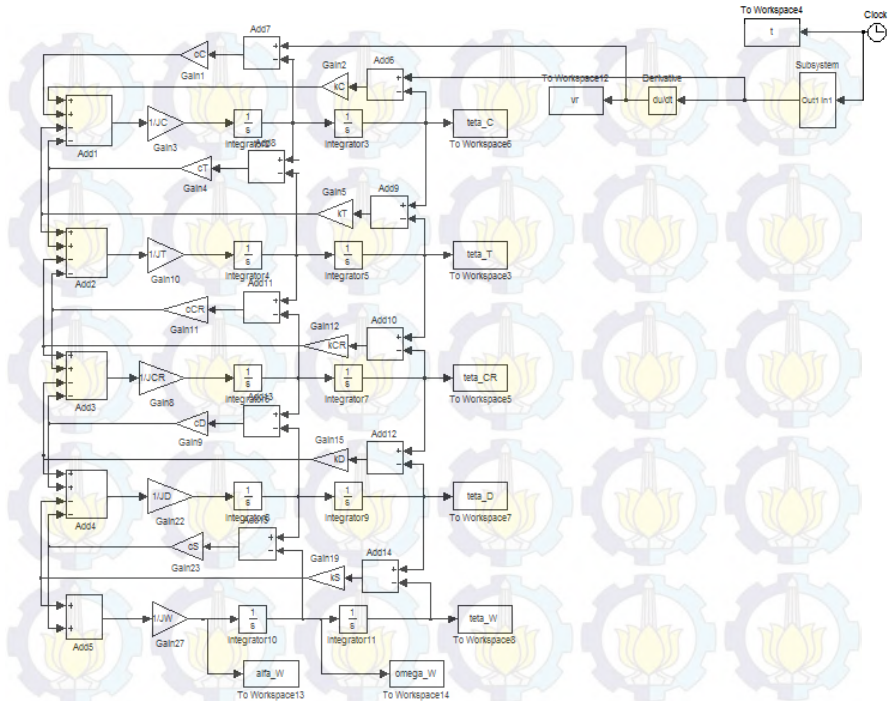 To Workspace4
Clock
t
Add7
cC
Gain1
Gain2
kC
Add6
To Workspace12
vr
Derivative
du/dt
Subsystem
Out1 In1
Add1
1/JC
Gain3
1
s
1
s
Integrator3
teta_C
To Workspace6
Add8
cT
Gain4
Gain5
kT
Add9
Add2
1/JT
Gain10
1
s
Integrator4
1
s
Integrator5
teta_T
To Workspace3
Add11
cCR
Gain11
Gain12
kCR
Add10
Add3
1/JCR
Gain8
1
s
1
s
Integrator7
teta_CR
To Workspace5
Add13
cD
Gain9
Gain15
kD
Add12
Add4
1/JD
Gain22
1
s
1
s
Integrator9
teta_D
To Workspace7
cS
Gain23
Gain19
kS
Add14
Add5
1/JW
Gain27
1
s
Integrator10
1
s
Integrator11
teta_W
To Workspace8
alfa_W
To Workspace13
omega_W
To Workspace14